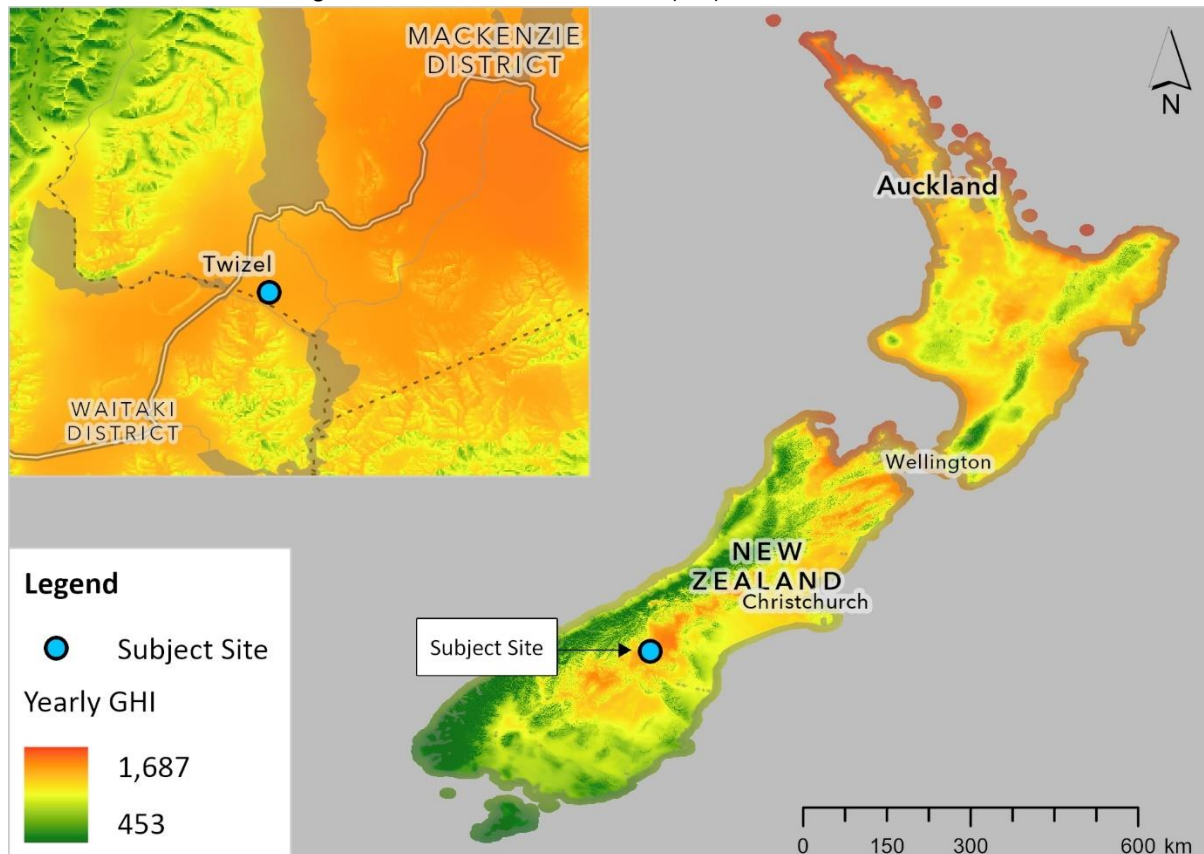 MACKENZIE
DISTRICT
Twizel
WAITAKI
DISTRICT
N
Auckland
Wellington
NEW
ZEALAND
Christchurch
Subject Site
Legend
Subject Site
Yearly GHI
1,687
453
0 150 300 600 km